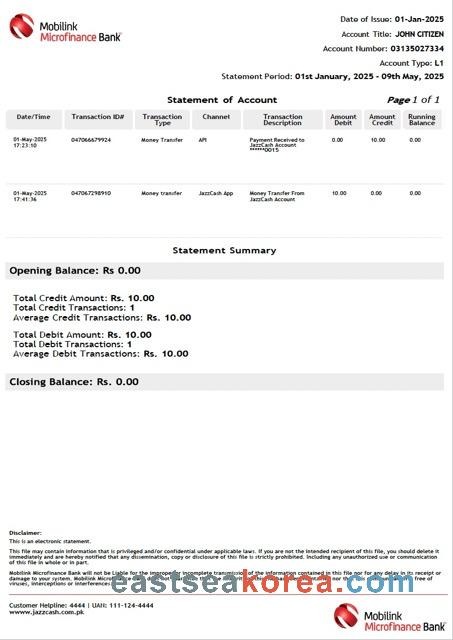 Mobilink
Microfinance Bank
Date of Issue: 01-Jan-2025
Account Title: JOHN CITIZEN
Account Number: 03135027334
Account Type: L1
Statement Period: 01st January, 2025 - 09th May, 2025
Statement of Account
Page 1 of 1
Date/Time Transaction ID# Transaction Type Channel Transaction Description Amount Debit Amount Credit Running Balance
01-May-2025 17:23:10 047066679924 Money Transfer API Payment Received to JazzCash Account ******0015 0.00 10.00 0.00
01-May-2025 17:41:36 047067298910 Money transfer JazzCash App Money Transfer From JazzCash Account 10.00 0.00 0.00
Statement Summary
Opening Balance: Rs 0.00
Total Credit Amount: Rs. 10.00
Total Credit Transactions: 1
Average Credit Transactions: Rs. 10.00
Total Debit Amount: Rs. 10.00
Total Debit Transactions: 1
Average Debit Transactions: Rs. 10.00
Closing Balance: Rs. 0.00
Disclaimer:
This is an electronic statement.
This file may contain information that is privileged and/or confidential under applicable laws. If you are not the intended recipient of this file, you should delete it
immediately and are hereby notified that any dissemination, copy or disclosure of this file is strictly prohibited. Including any unauthorized use or communication
of this file in whole or in part.
Mobilink Microfinance Bank will not be Liable for the improper incomplete transmission of the information contained in this file nor for any delay in its receipt or
damage to your system. Mobilink Microfinance Bank does not guarantee that the
viruses, interceptions or interferences
free of
eastseakorea.com
Customer Helpline: 4444 | UAN: 111-124-4444
www.jazzcash.com.pk
Mobilink
Microfinance Bank